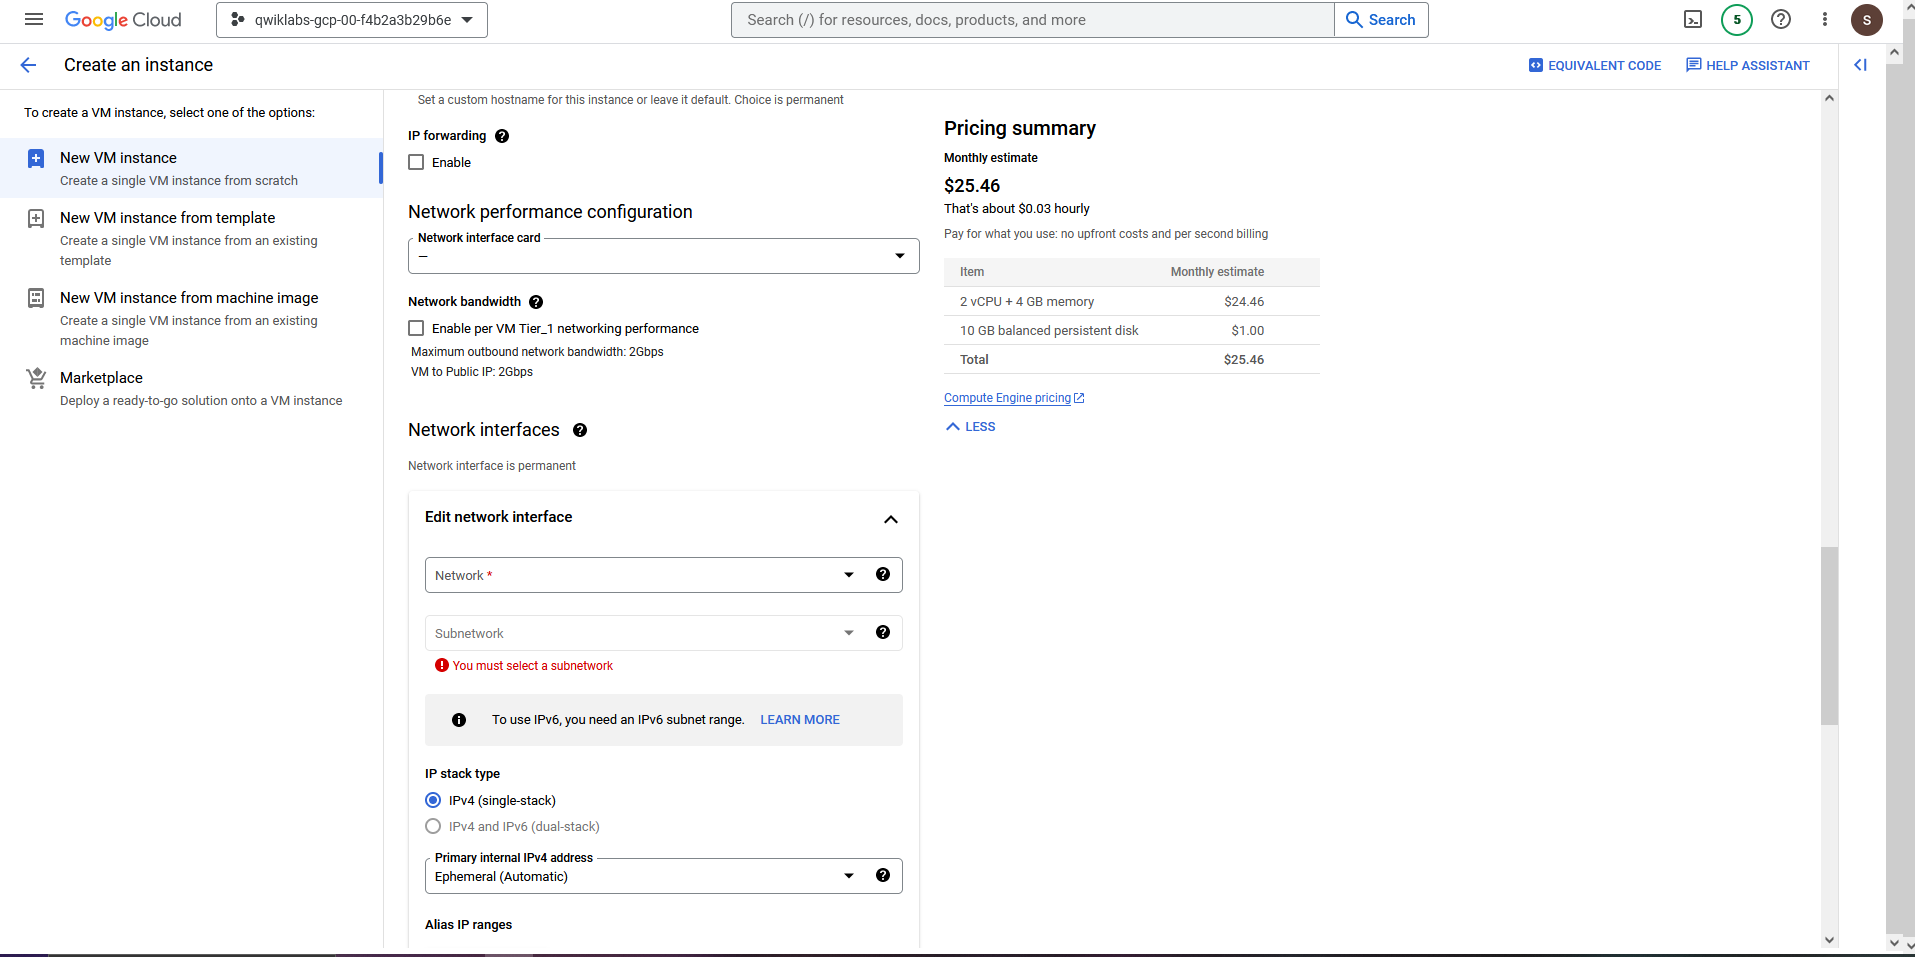 Google Cloud
qwiklabs-gcp-00-f4b2a3b29b6e
Search (/) for resources, docs, products, and more
Search
5
S
Create an instance
EQUIVALENT CODE
HELP ASSISTANT
To create a VM instance, select one of the options:
New VM instance
Create a single VM instance from scratch
New VM instance from template
Create a single VM instance from an existing
template
New VM instance from machine image
Create a single VM instance from an existing
machine image
Marketplace
Deploy a ready-to-go solution onto a VM instance
Set a custom hostname for this instance or leave it default. Choice is permanent
IP forwarding
Enable
Network performance configuration
Network interface card
—
Network bandwidth
Enable per VM Tier_1 networking performance
Maximum outbound network bandwidth: 2Gbps
VM to Public IP: 2Gbps
Network interfaces
Network interface is permanent
Edit network interface
Network *
Subnetwork
You must select a subnetwork
To use IPv6, you need an IPv6 subnet range. LEARN MORE
IP stack type
IPv4 (single-stack)
IPv4 and IPv6 (dual-stack)
Primary internal IPv4 address
Ephemeral (Automatic)
Alias IP ranges
Pricing summary
Monthly estimate
$25.46
That's about $0.03 hourly
Pay for what you use: no upfront costs and per second billing
Item Monthly estimate
2 vCPU + 4 GB memory $24.46
10 GB balanced persistent disk $1.00
Total $25.46
Compute Engine pricing
LESS